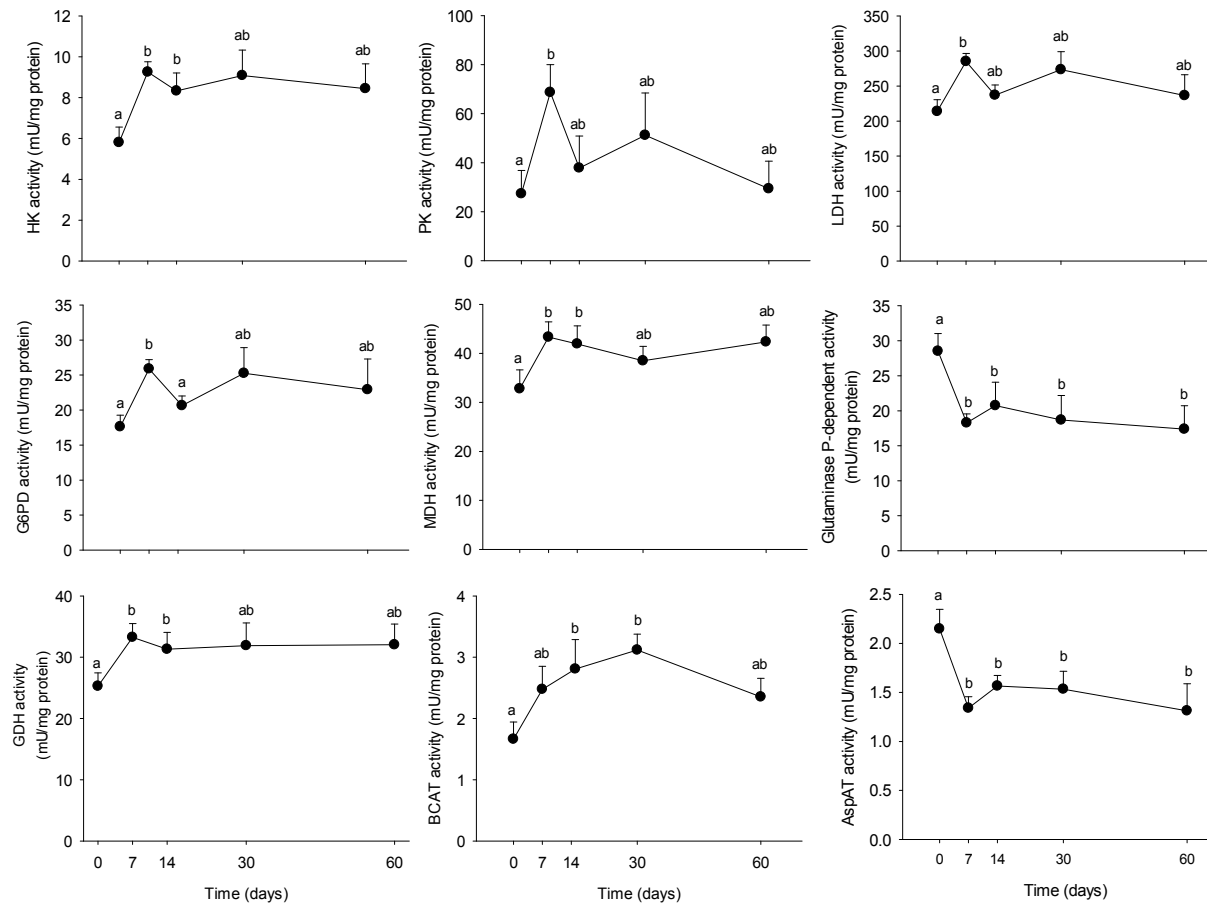 HK activity (mU/mg protein)
12
10
8
6
4
2
0
a
b
b
ab
ab
PK activity (mU/mg protein)
100
80
60
40
20
0
a
b
ab
ab
ab
LDH activity (mU/mg protein)
350
300
250
200
150
100
50
0
a
b
ab
ab
ab
G6PD activity (mU/mg protein)
35
30
25
20
15
10
5
0
a
b
a
ab
ab
MDH activity (mU/mg protein)
50
40
30
20
10
0
a
b
b
ab
ab
Glutaminase P-dependent activity
(mU/mg protein)
35
30
25
20
15
10
5
0
a
b
b
b
b
GDH activity
(mU/mg protein)
40
30
20
10
0
a
b
b
ab
ab
0 7 14 30 60
Time (days)
BCAT activity (mU/mg protein)
4
3
2
1
0
a
ab
b
b
ab
0 7 14 30 60
Time (days)
AspAT activity (mU/mg protein)
2.5
2.0
1.5
1.0
0.5
0.0
a
b
b
b
b
0 7 14 30 60
Time (days)